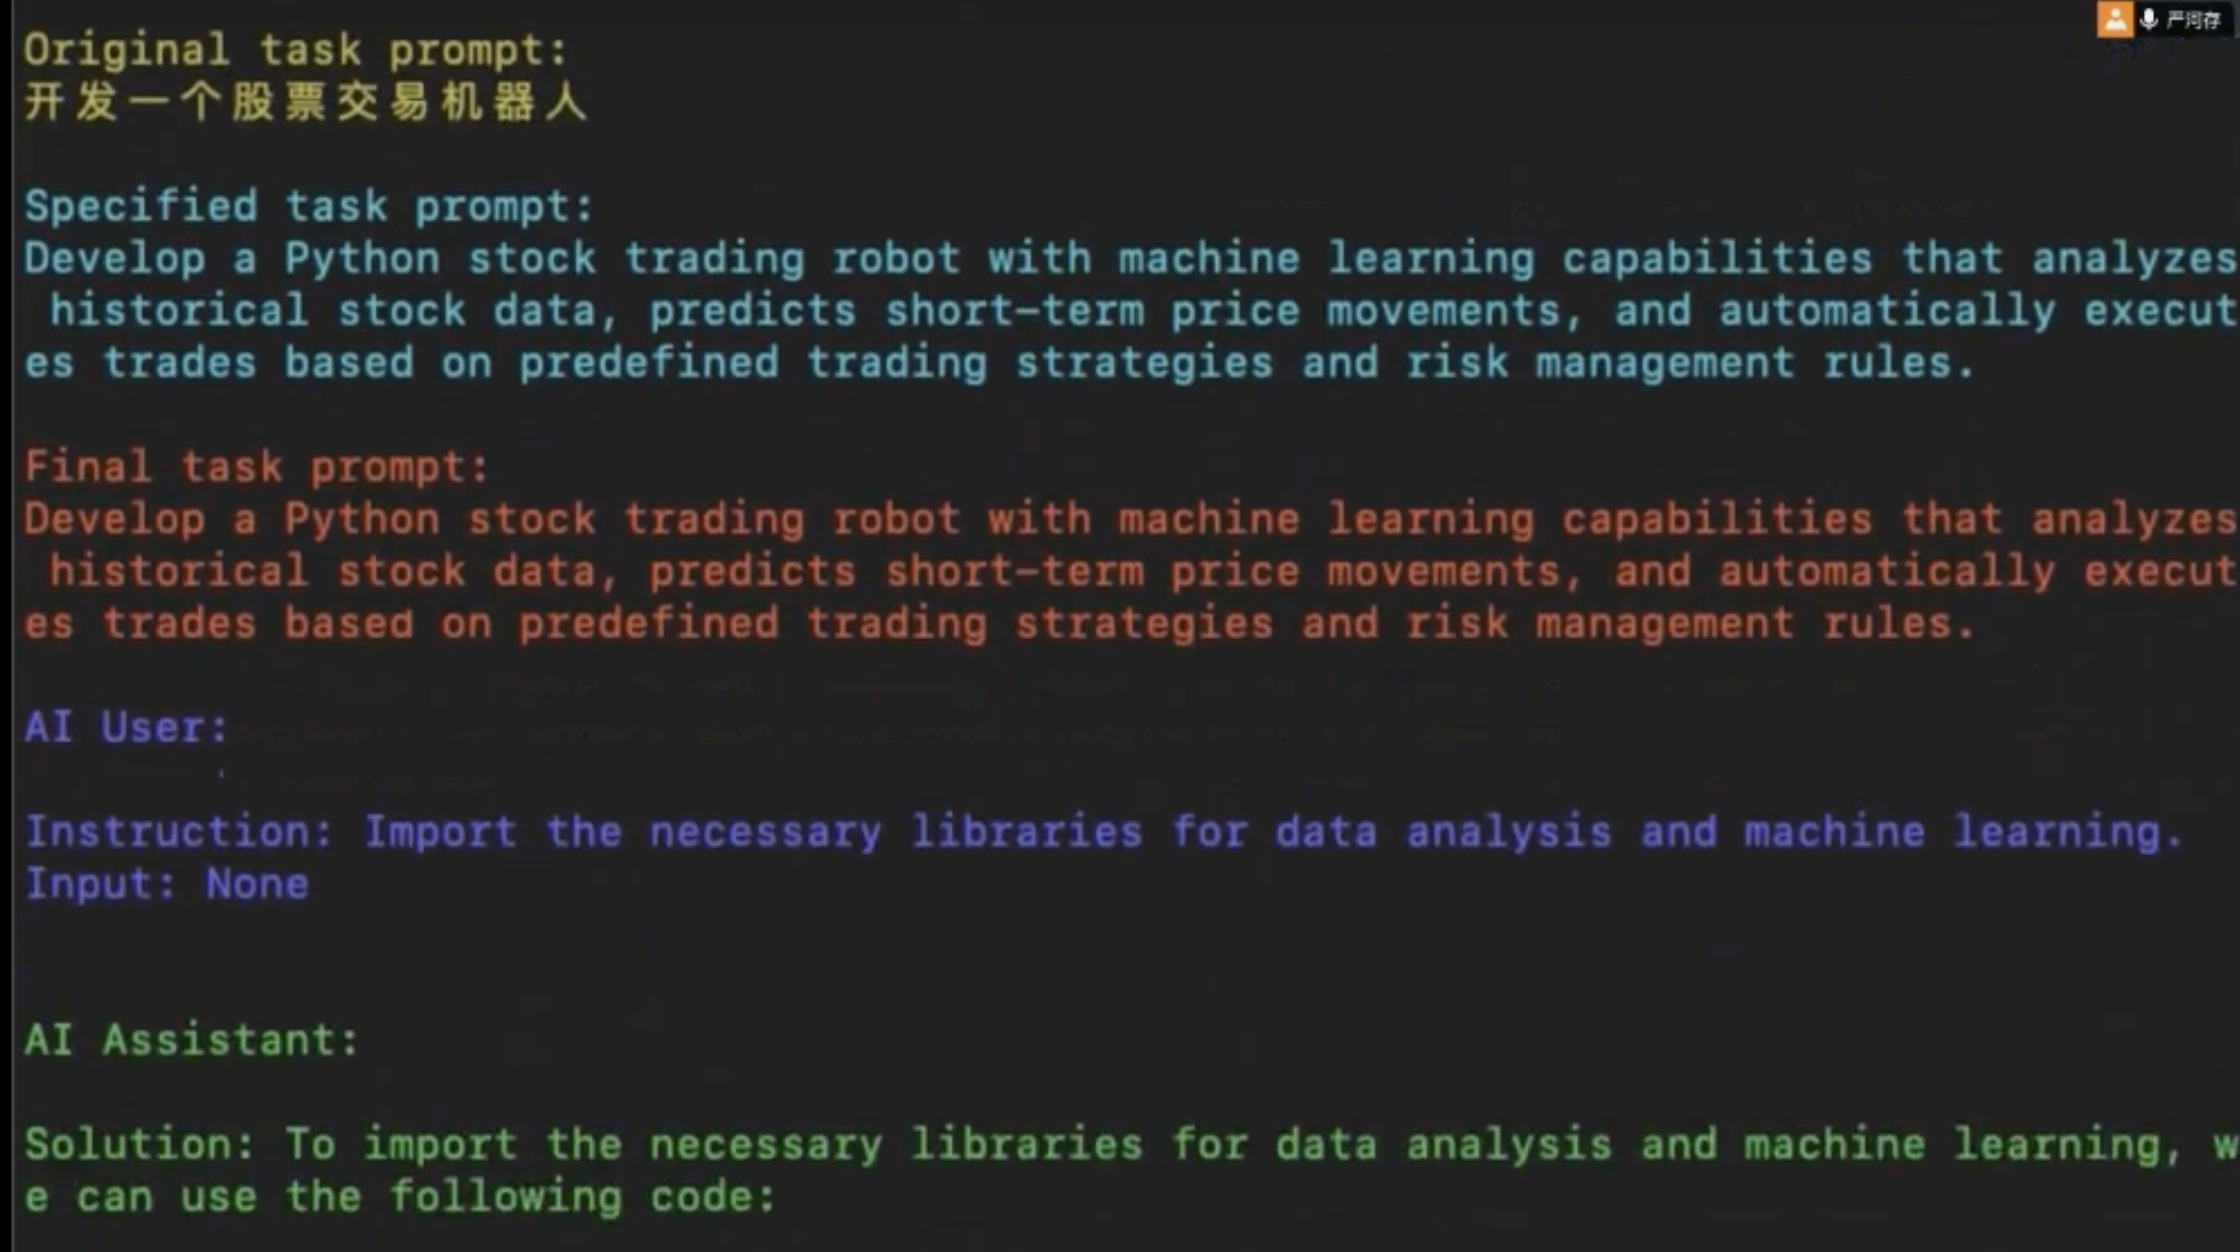 严河存
Original task prompt:
开发一个股票交易机器人
Specified task prompt:
Develop a Python stock trading robot with machine learning capabilities that analyzes
historical stock data, predicts short-term price movements, and automatically execut
es trades based on predefined trading strategies and risk management rules.
Final task prompt:
Develop a Python stock trading robot with machine learning capabilities that analyzes
historical stock data, predicts short-term price movements, and automatically execut
es trades based on predefined trading strategies and risk management rules.
AI User:
Instruction: Import the necessary libraries for data analysis and machine learning.
Input: None
AI Assistant:
Solution: To import the necessary libraries for data analysis and machine learning, w
e can use the following code: